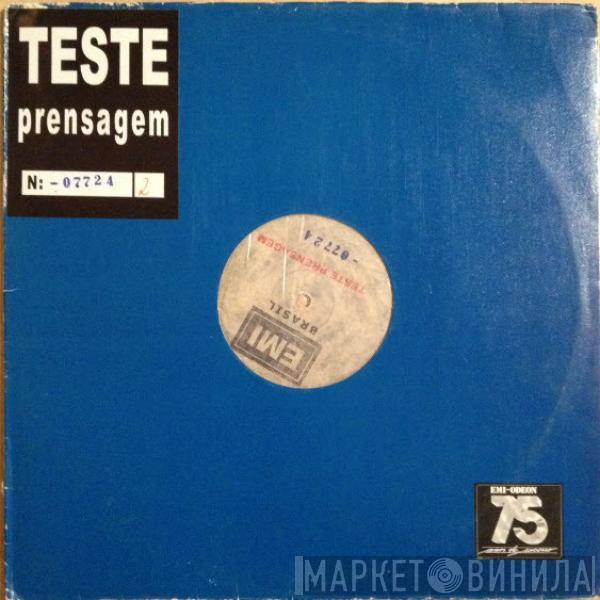 TESTE
prensagem
N: -07724 2
-07724
TESTE PRENSAGEM
BRASIL
EMI
EMI-ODEON
75
МАРКЕТ ВИНИЛА